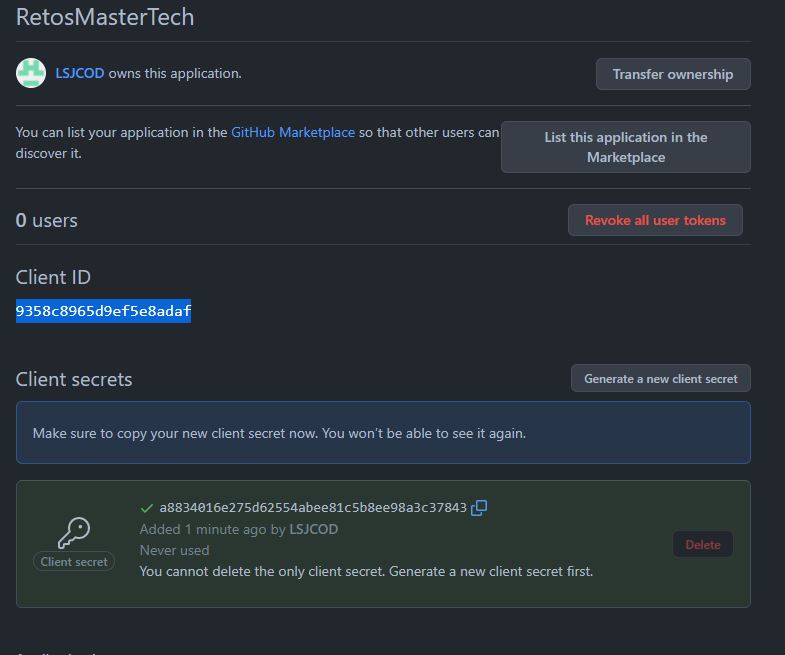 RetosMasterTech
LSJCOD owns this application.
Transfer ownership
You can list your application in the GitHub Marketplace so that other users can
discover it.
List this application in the
Marketplace
0 users
Revoke all user tokens
Client ID
9358c8965d9ef5e8adaf
Client secrets
Generate a new client secret
Make sure to copy your new client secret now. You won't be able to see it again.
a8834016e275d62554abee81c5b8ee98a3c37843
Added 1 minute ago by LSJCOD
Never used
Client secret
You cannot delete the only client secret. Generate a new client secret first.
Delete